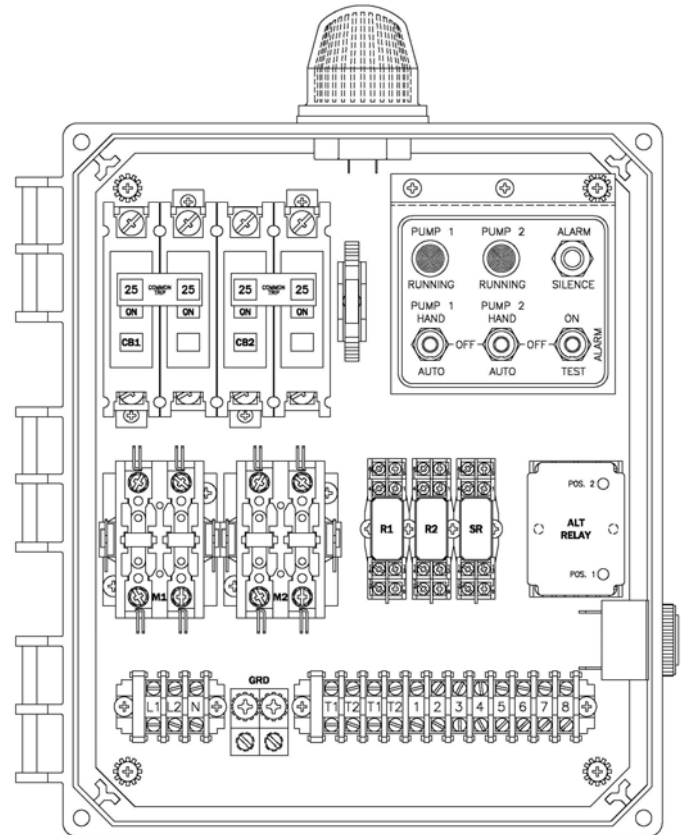 PUMP 1 PUMP 2 ALARM
RUNNING RUNNING SILENCE
PUMP 1 PUMP 2
HAND HAND ON
OFF OFF ALARM
AUTO AUTO TEST
25 COMMON TRIP 25 25 COMMON TRIP 25
ON ON ON ON
CB1 CB2
POS. 2
R1 R2 SR ALT
RELAY
POS. 1
M1 M2
GRD
L1 L2 N T1 T2 T1 T2 1 2 3 4 5 6 7 8